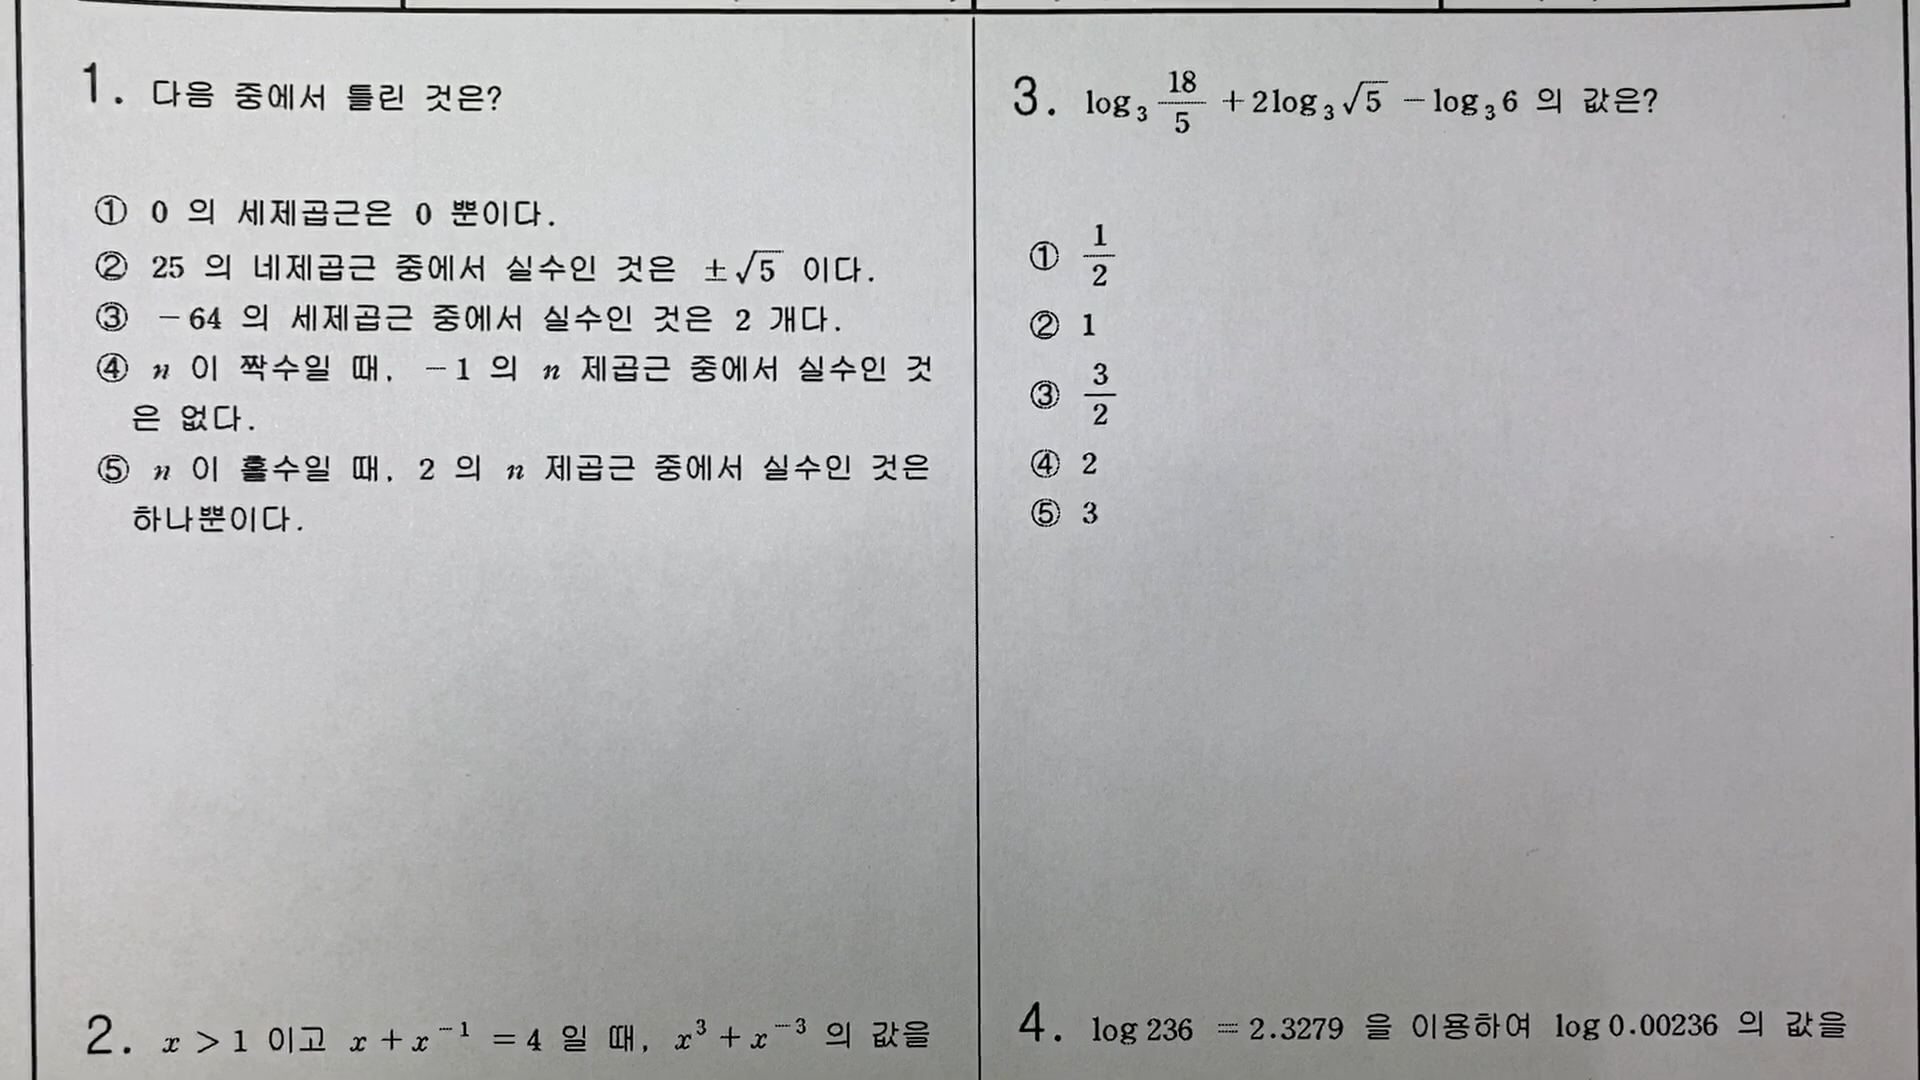 1. 다음 중에서 틀린 것은?
① 0 의 세제곱근은 0 뿐이다.
② 25 의 네제곱근 중에서 실수인 것은 ±√5 이다.
③ −64 의 세제곱근 중에서 실수인 것은 2 개다.
④ n 이 짝수일 때, −1 의 n 제곱근 중에서 실수인 것
은 없다.
⑤ n 이 홀수일 때, 2 의 n 제곱근 중에서 실수인 것은
하나뿐이다.
2. x > 1 이고 x + x⁻¹ = 4 일 때, x³ + x⁻³ 의 값을
3. log₃ 18/5 + 2log₃√5 − log₃6 의 값은?
① 1/2
② 1
③ 3/2
④ 2
⑤ 3
4. log 236 = 2.3279 을 이용하여 log 0.00236 의 값을